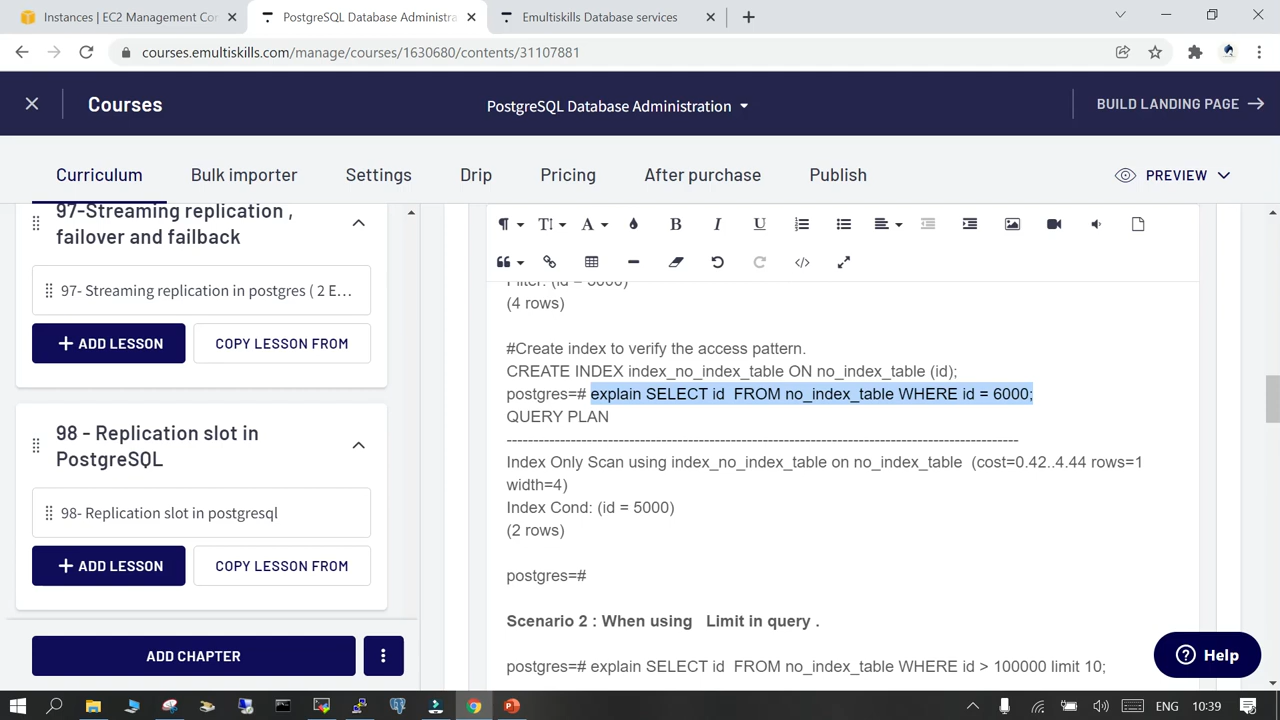 Instances | EC2 Management Cor
PostgreSQL Database Administra
Emultiskills Database services
courses.emultiskills.com/manage/courses/1630680/contents/31107881
Courses
PostgreSQL Database Administration
BUILD LANDING PAGE
Curriculum
Bulk importer
Settings
Drip
Pricing
After purchase
Publish
PREVIEW
97-Streaming replication ,
failover and failback
97- Streaming replication in postgres ( 2 E...
ADD LESSON
COPY LESSON FROM
98 - Replication slot in
PostgreSQL
98- Replication slot in postgresql
ADD LESSON
COPY LESSON FROM
ADD CHAPTER
Filter: (id = 5000)
(4 rows)
#Create index to verify the access pattern.
CREATE INDEX index_no_index_table ON no_index_table (id);
postgres=# explain SELECT id  FROM no_index_table WHERE id = 6000;
QUERY PLAN
------------------------------------------------------------------------------------------------
Index Only Scan using index_no_index_table on no_index_table  (cost=0.42..4.44 rows=1
width=4)
Index Cond: (id = 5000)
(2 rows)
postgres=#
Scenario 2 : When using   Limit in query .
postgres=# explain SELECT id  FROM no_index_table WHERE id > 100000 limit 10;
Help
ENG
10:39